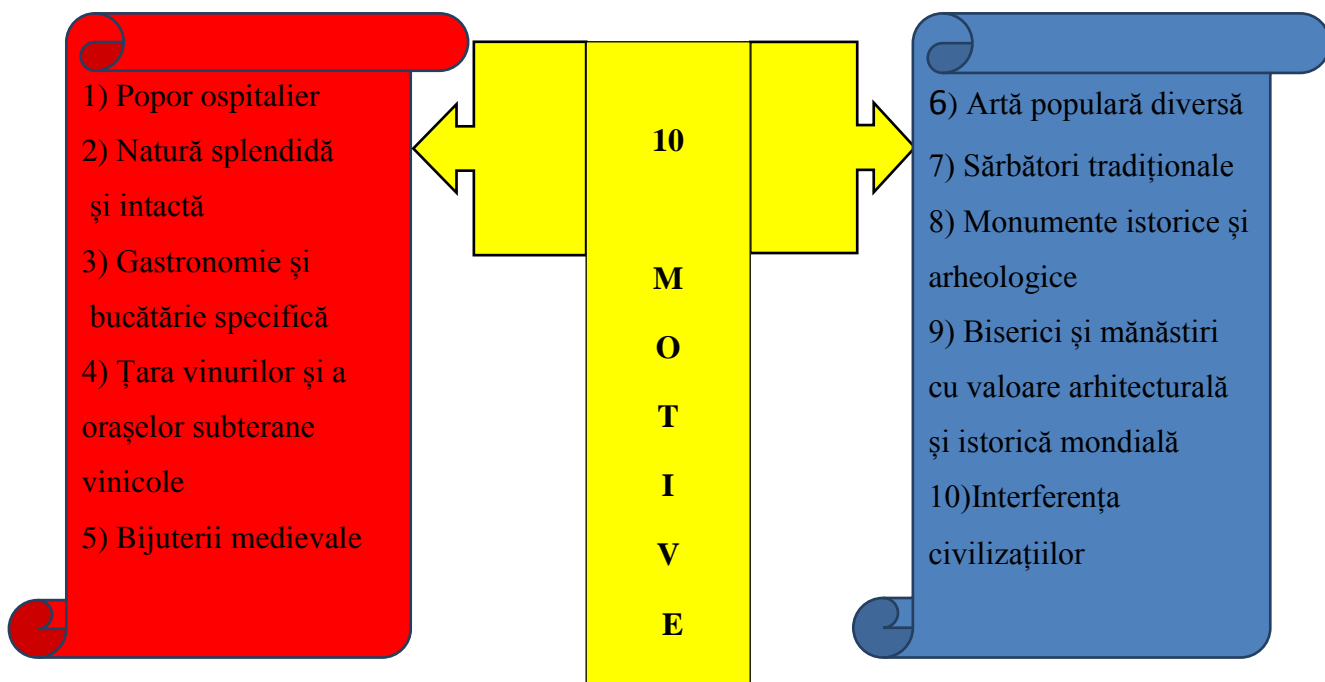 1) Popor ospitalier
2) Natură splendidă
și intactă
3) Gastronomie și
bucătărie specifică
4) Țara vinurilor și a
orașelor subterane
vinicole
5) Bijuterii medievale
10
M
O
T
I
V
E
6) Artă populară diversă
7) Sărbători tradiționale
8) Monumente istorice și
arheologice
9) Biserici și mănăstiri
cu valoare arhitecturală
și istorică mondială
10)Interferența
civilizațiilor